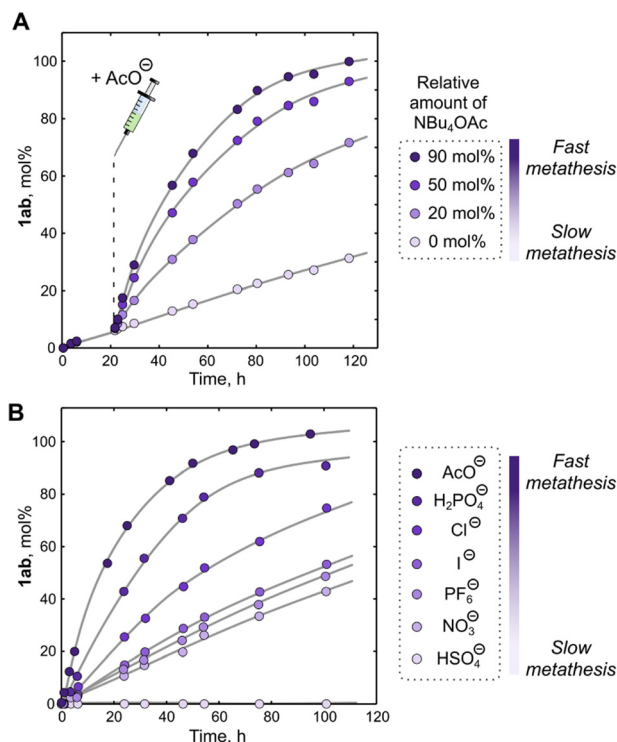 A
+ AcO⊖
100
80
60
40
20
0
1ab, mol%
0 20 40 60 80 100 120
Time, h
Relative
amount of
NBu₄OAc
90 mol%
50 mol%
20 mol%
0 mol%
Fast
metathesis
Slow
metathesis
B
100
80
60
40
20
0
1ab, mol%
0 20 40 60 80 100 120
Time, h
AcO⊖
H₂PO₄⊖
Cl⊖
I⊖
PF₆⊖
NO₃⊖
HSO₄⊖
Fast
metathesis
Slow
metathesis